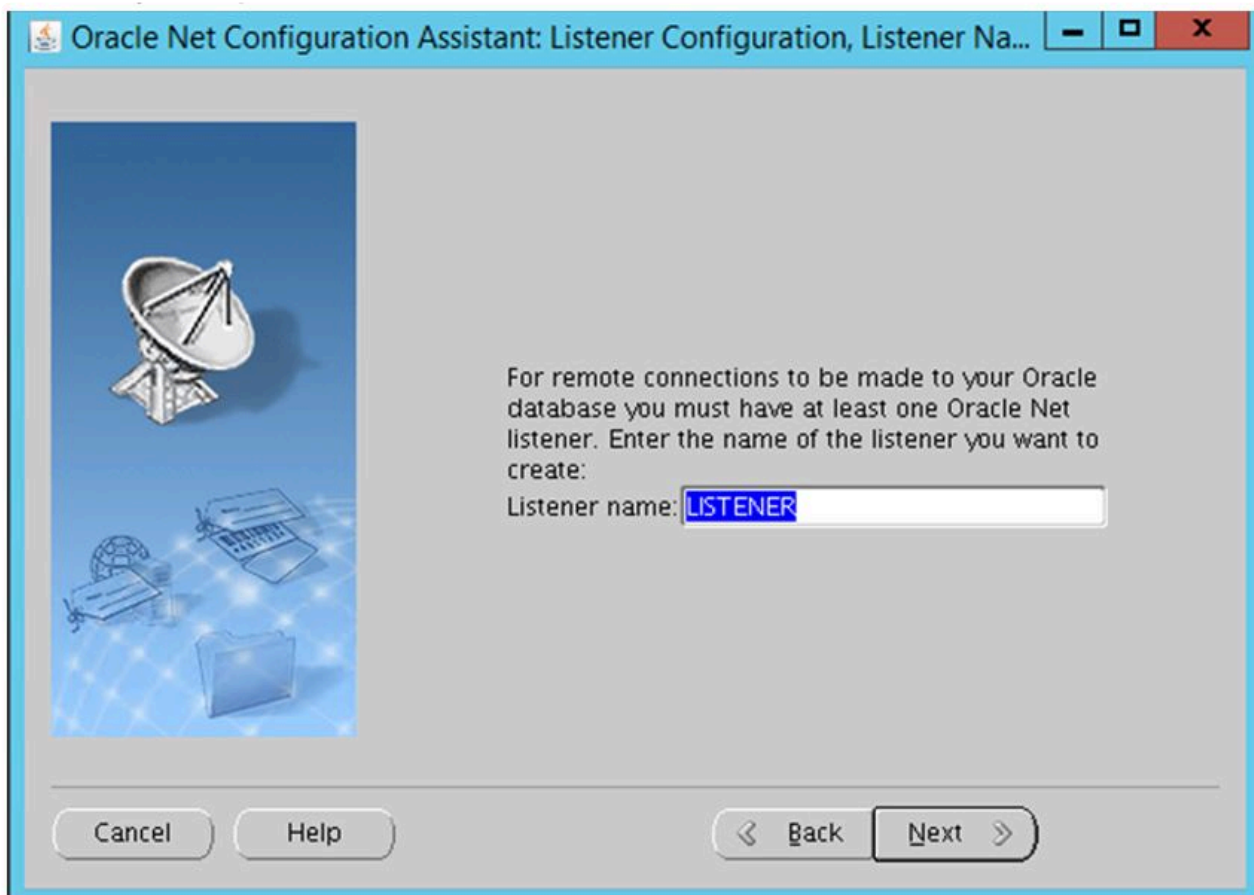 Oracle Net Configuration Assistant: Listener Configuration, Listener Na...
For remote connections to be made to your Oracle
database you must have at least one Oracle Net
listener. Enter the name of the listener you want to
create:
Listener name: LISTENER
Cancel Help Back Next